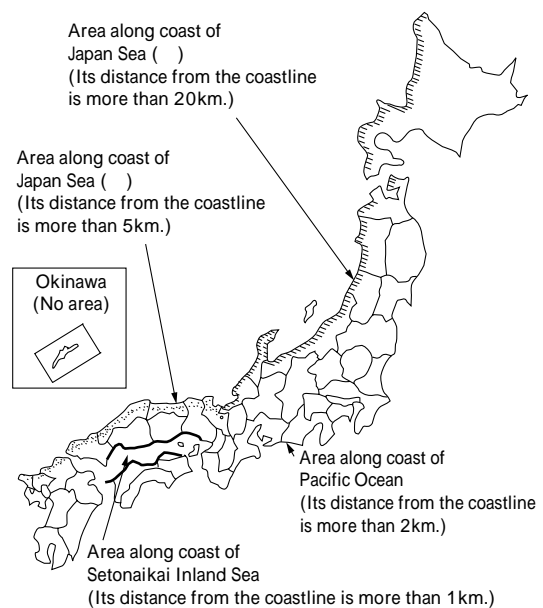 Area along coast of
Japan Sea ( )
(Its distance from the coastline
is more than 20km.)
Area along coast of
Japan Sea ( )
(Its distance from the coastline
is more than 5km.)
Okinawa
(No area)
Area along coast of
Pacific Ocean
(Its distance from the coastline
is more than 2km.)
Area along coast of
Setonaikai Inland Sea
(Its distance from the coastline is more than 1km.)